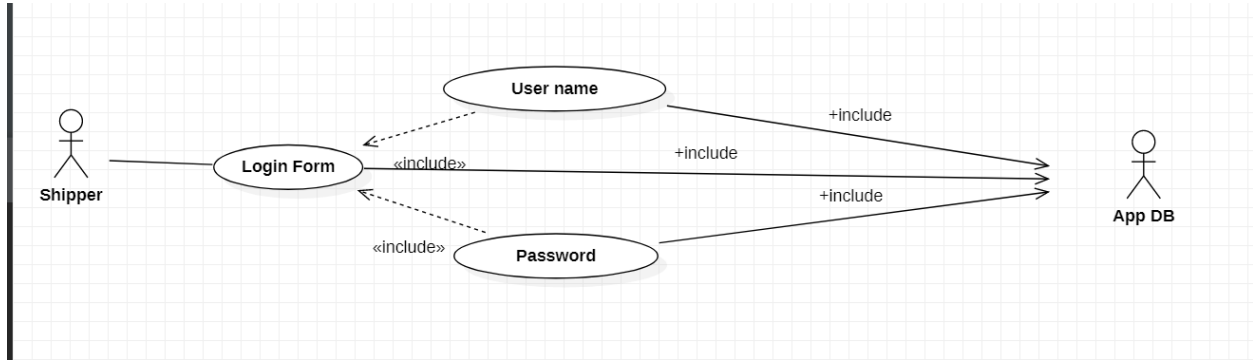 User name
+include
Shipper
Login Form
«include»
+include
+include
App DB
«include»
Password